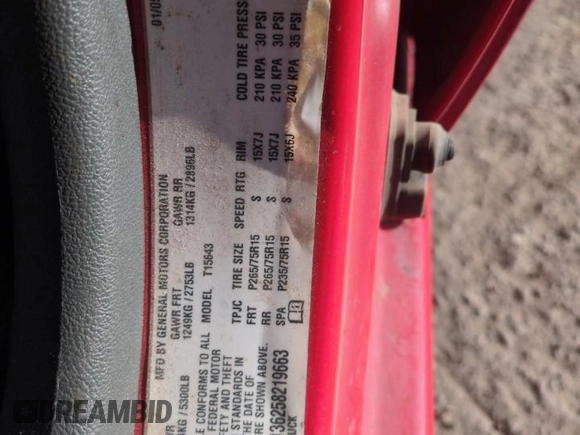 01/05
MFD BY GENERAL MOTORS CORPORATION
GAWR FRT GAWR RR
/5300LB 1249KG /2753LB 1314KG /2896LB
CONFORMS TO ALL MODEL T15643
FEDERAL MOTOR
AND THEFT TPJC TIRE SIZE SPEED RTG RIM COLD TIRE PRESS
STANDARDS IN FRT P265/75R15 S 15X7J 210 KPA 30 PSI
THE DATE OF RR P265/75R15 S 15X7J 210 KPA 30 PSI
SHOWN ABOVE. SPA P235/75R15 S 15X6J 240 KPA 35 PSI
136258219663
DREAMBID